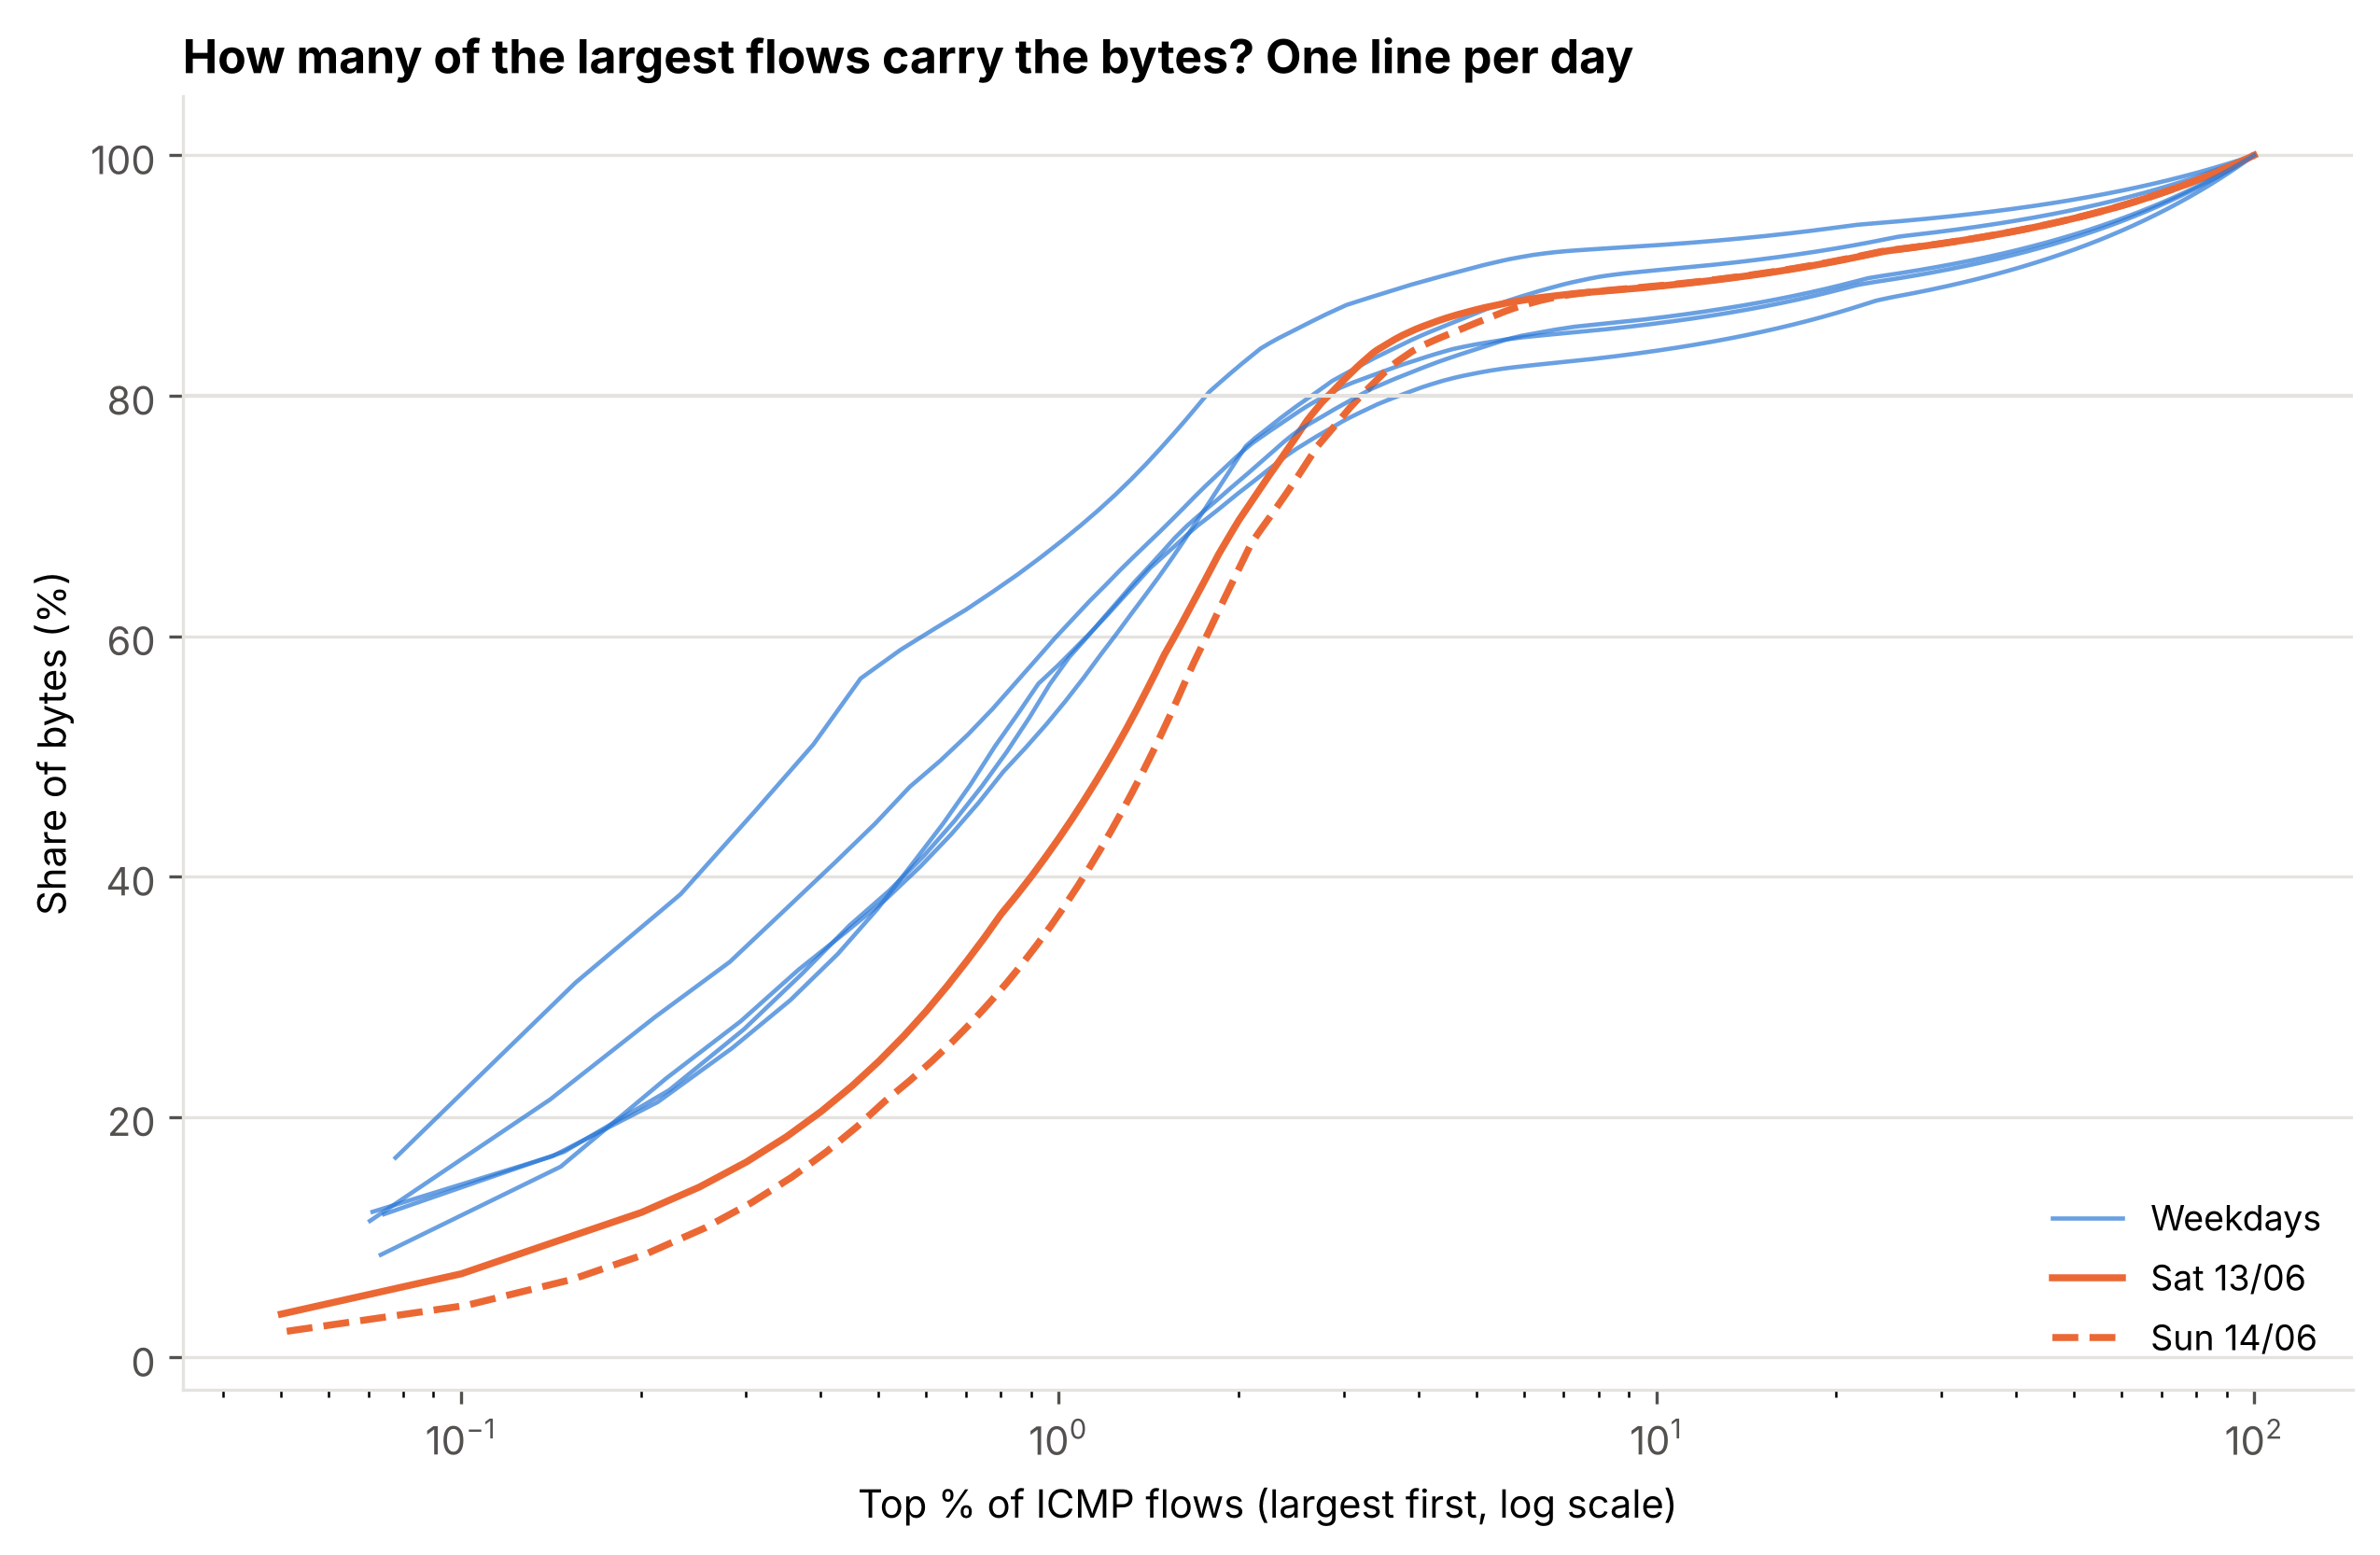 How many of the largest flows carry the bytes? One line per day
Share of bytes (%)
100
80
60
40
20
0
10⁻¹
10⁰
10¹
10²
Top % of ICMP flows (largest first, log scale)
Weekdays
Sat 13/06
Sun 14/06